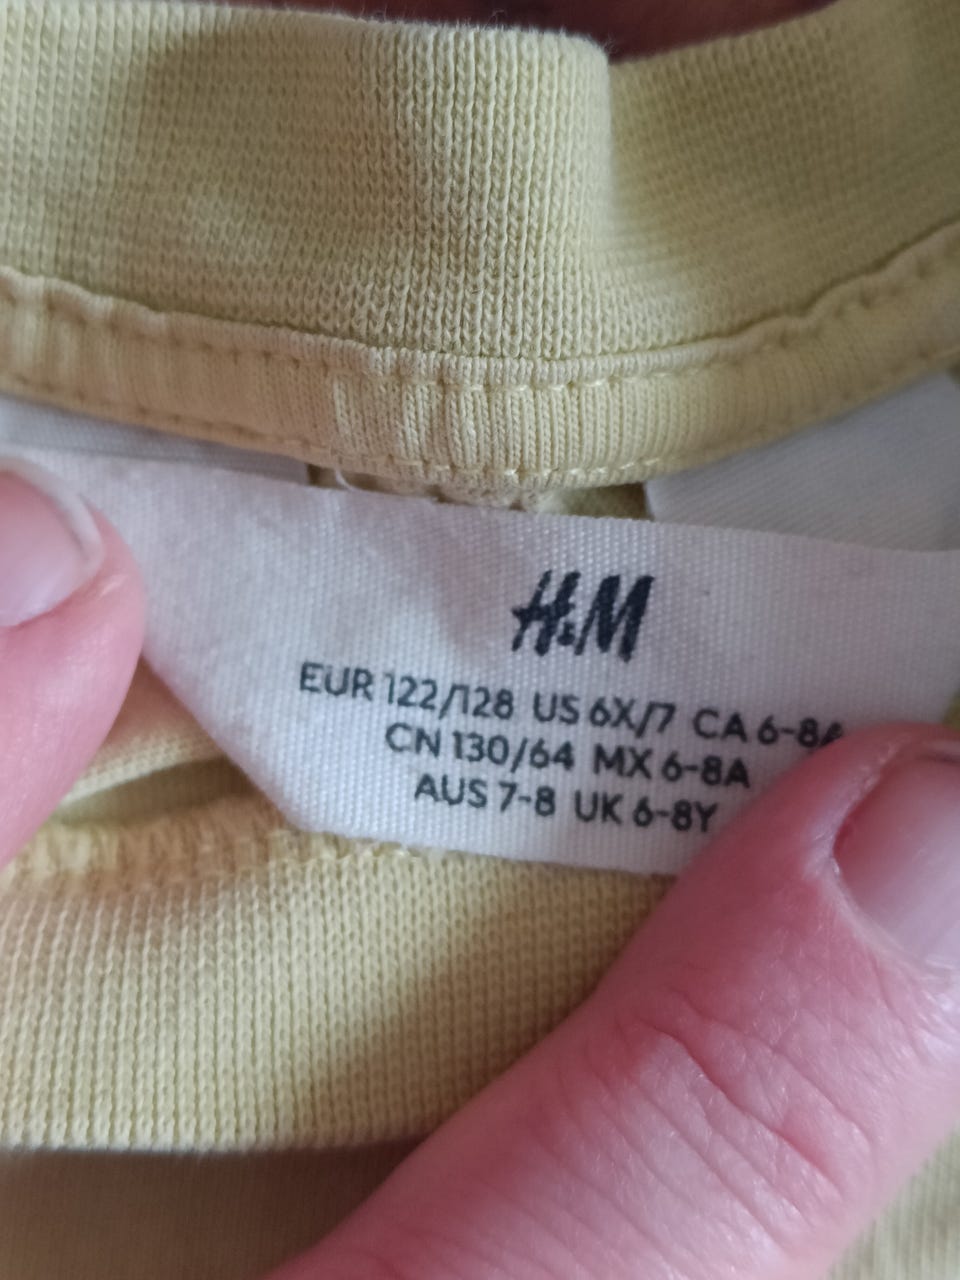 H&M
EUR 122/128 US 6X/7 CA 6-8A
CN 130/64 MX 6-8A
AUS 7-8 UK 6-8Y